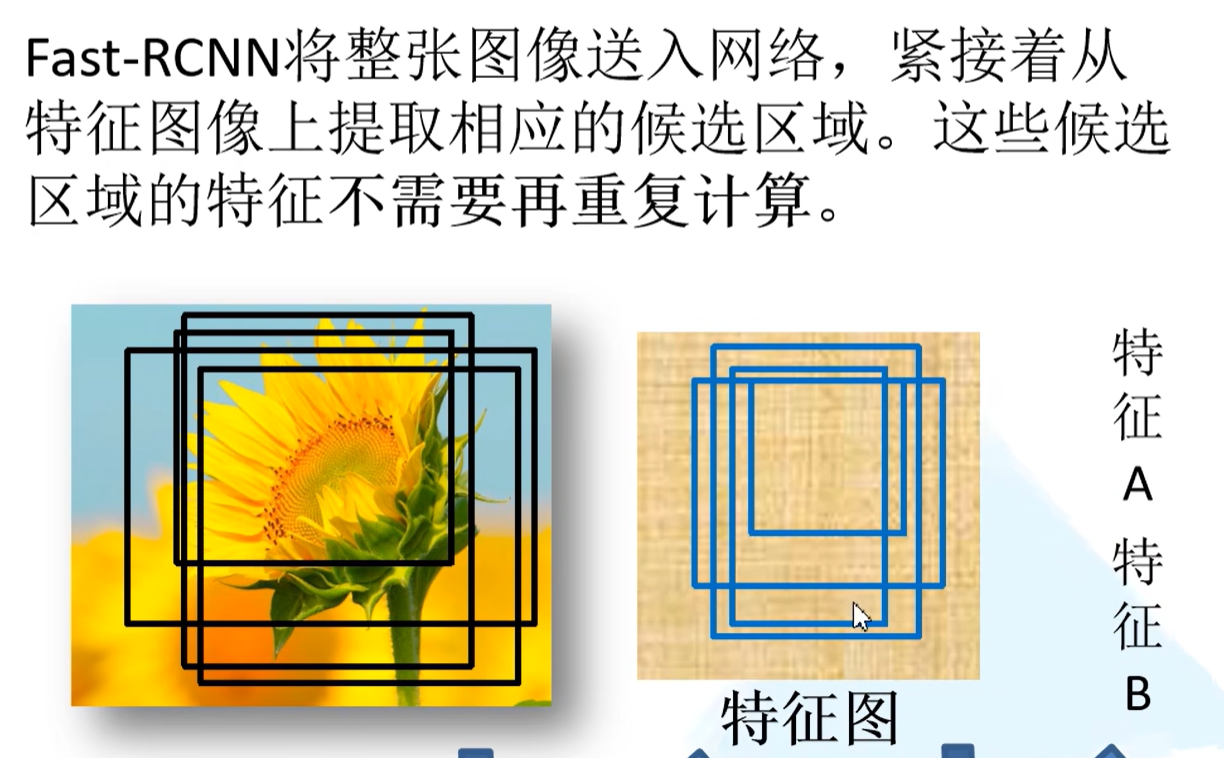 Fast-RCNN将整张图像送入网络，紧接着从
特征图像上提取相应的候选区域。这些候选
区域的特征不需要再重复计算。
特征图
特
征
A
特
征
B